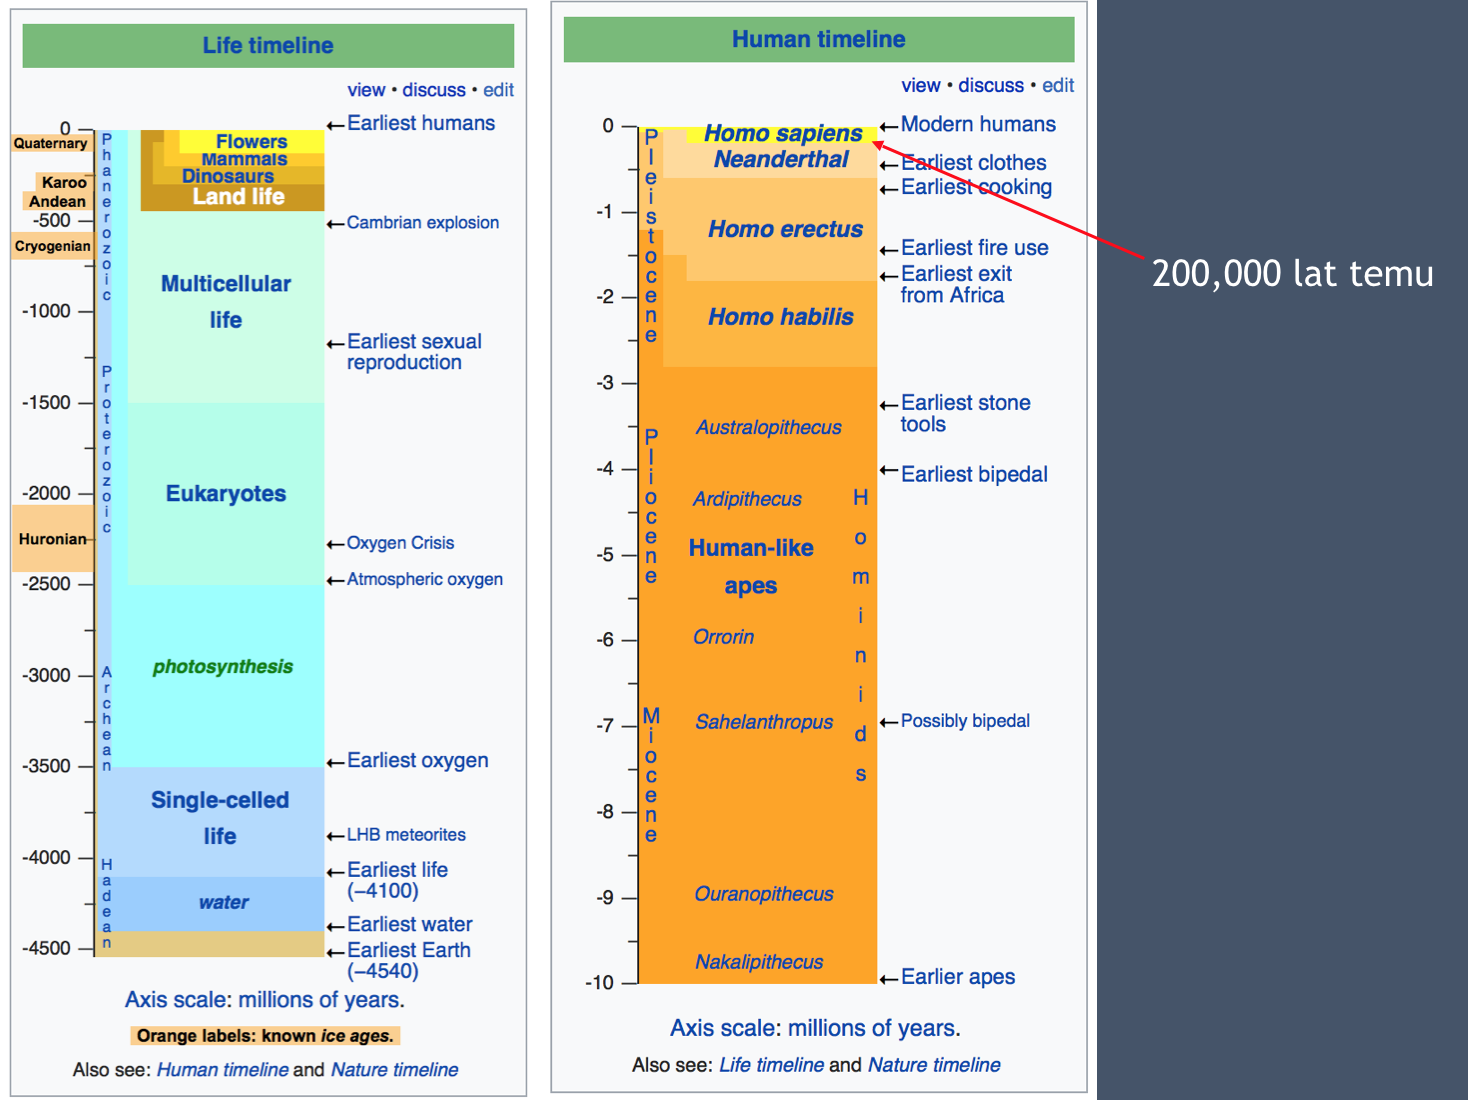 Life timeline
view • discuss • edit
0
Quaternary
Karoo
Andean
-500
Cryogenian
-1000
-1500
-2000
Huronian
-2500
-3000
-3500
-4000
-4500
Phanerozoic
Proterozoic
Archean
Hadean
Flowers
Mammals
Dinosaurs
Land life
Multicellular
life
Eukaryotes
photosynthesis
Single-celled
life
water
←Earliest humans
←Cambrian explosion
←Earliest sexual
reproduction
←Oxygen Crisis
←Atmospheric oxygen
←Earliest oxygen
←LHB meteorites
←Earliest life
(−4100)
←Earliest water
←Earliest Earth
(−4540)
Axis scale: millions of years.
Orange labels: known ice ages.
Also see: Human timeline and Nature timeline
Human timeline
view • discuss • edit
0
-1
-2
-3
-4
-5
-6
-7
-8
-9
-10
Pleistocene
Pliocene
Miocene
Homo sapiens
Neanderthal
Homo erectus
Homo habilis
Australopithecus
Ardipithecus
Human-like
apes
Orrorin
Sahelanthropus
Ouranopithecus
Nakalipithecus
Hominids
←Modern humans
←Earliest clothes
←Earliest cooking
←Earliest fire use
←Earliest exit
from Africa
←Earliest stone
tools
←Earliest bipedal
←Possibly bipedal
←Earlier apes
Axis scale: millions of years.
Also see: Life timeline and Nature timeline
200,000 lat temu